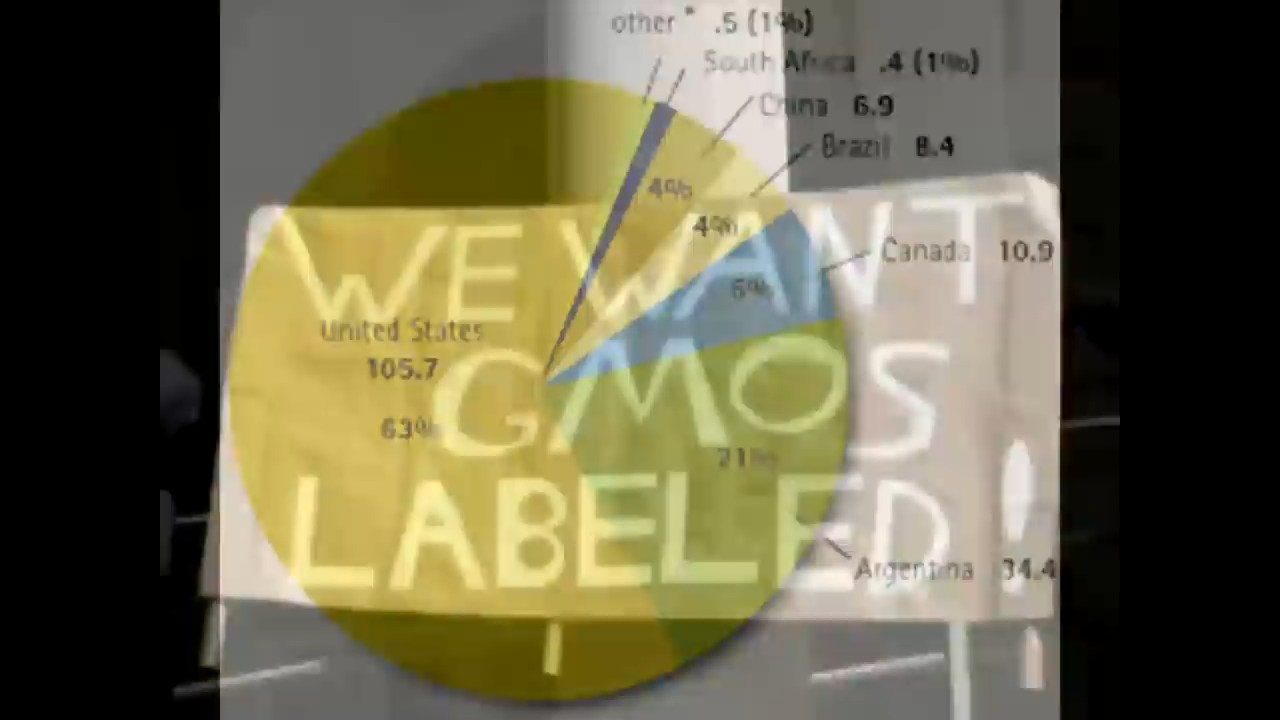 other * .5 (1%)
South Africa .4 (1%)
China 6.9
4%
Brazil 8.4
4%
Canada 10.9
6%
United States
105.7
63%
21%
Argentina 34.4
WE WANT
GMOS
LABELED!